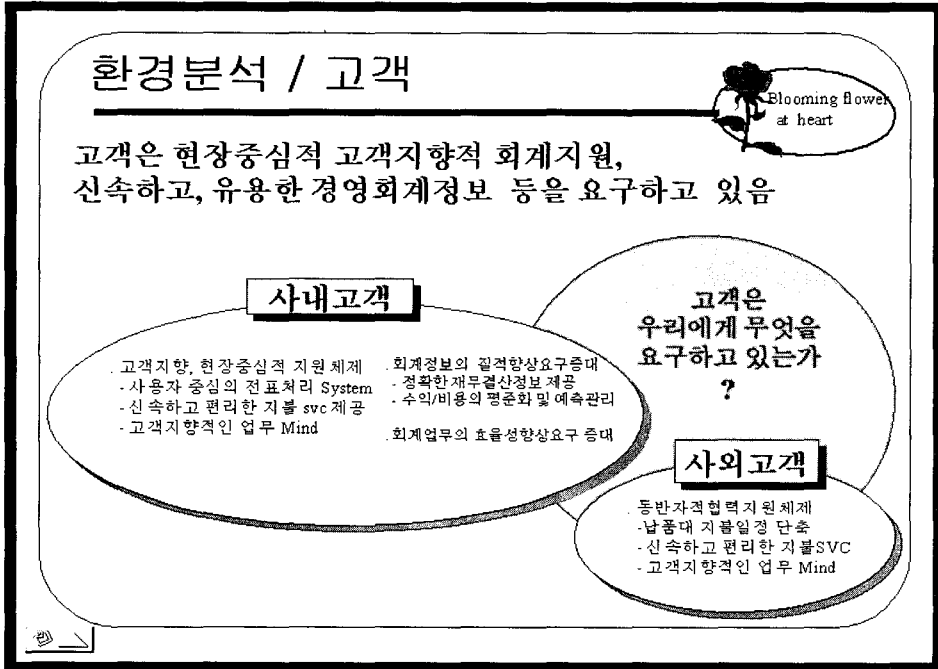 환경분석 / 고객
Blooming flower
at heart
고객은 현장중심적 고객지향적 회계지원,
신속하고, 유용한 경영회계정보 등을 요구하고 있음
사내고객
. 고객지향, 현장중심적 지원체제
- 사용자 중심의 전표처리 System
- 신속하고 편리한 지불 svc 제공
- 고객지향적인 업무 Mind
. 회계정보의 질적향상요구증대
- 정확한재무결산정보 제공
- 수익/비용의 평준화 및 예측관리
. 회계업무의 효율성향상요구 증대
고객은
우리에게 무엇을
요구하고 있는가
?
사외고객
. 동반자적협력지원체제
-납품대 지불일정 단축
- 신속하고 편리한 지불SVC
- 고객지향적인 업무 Mind